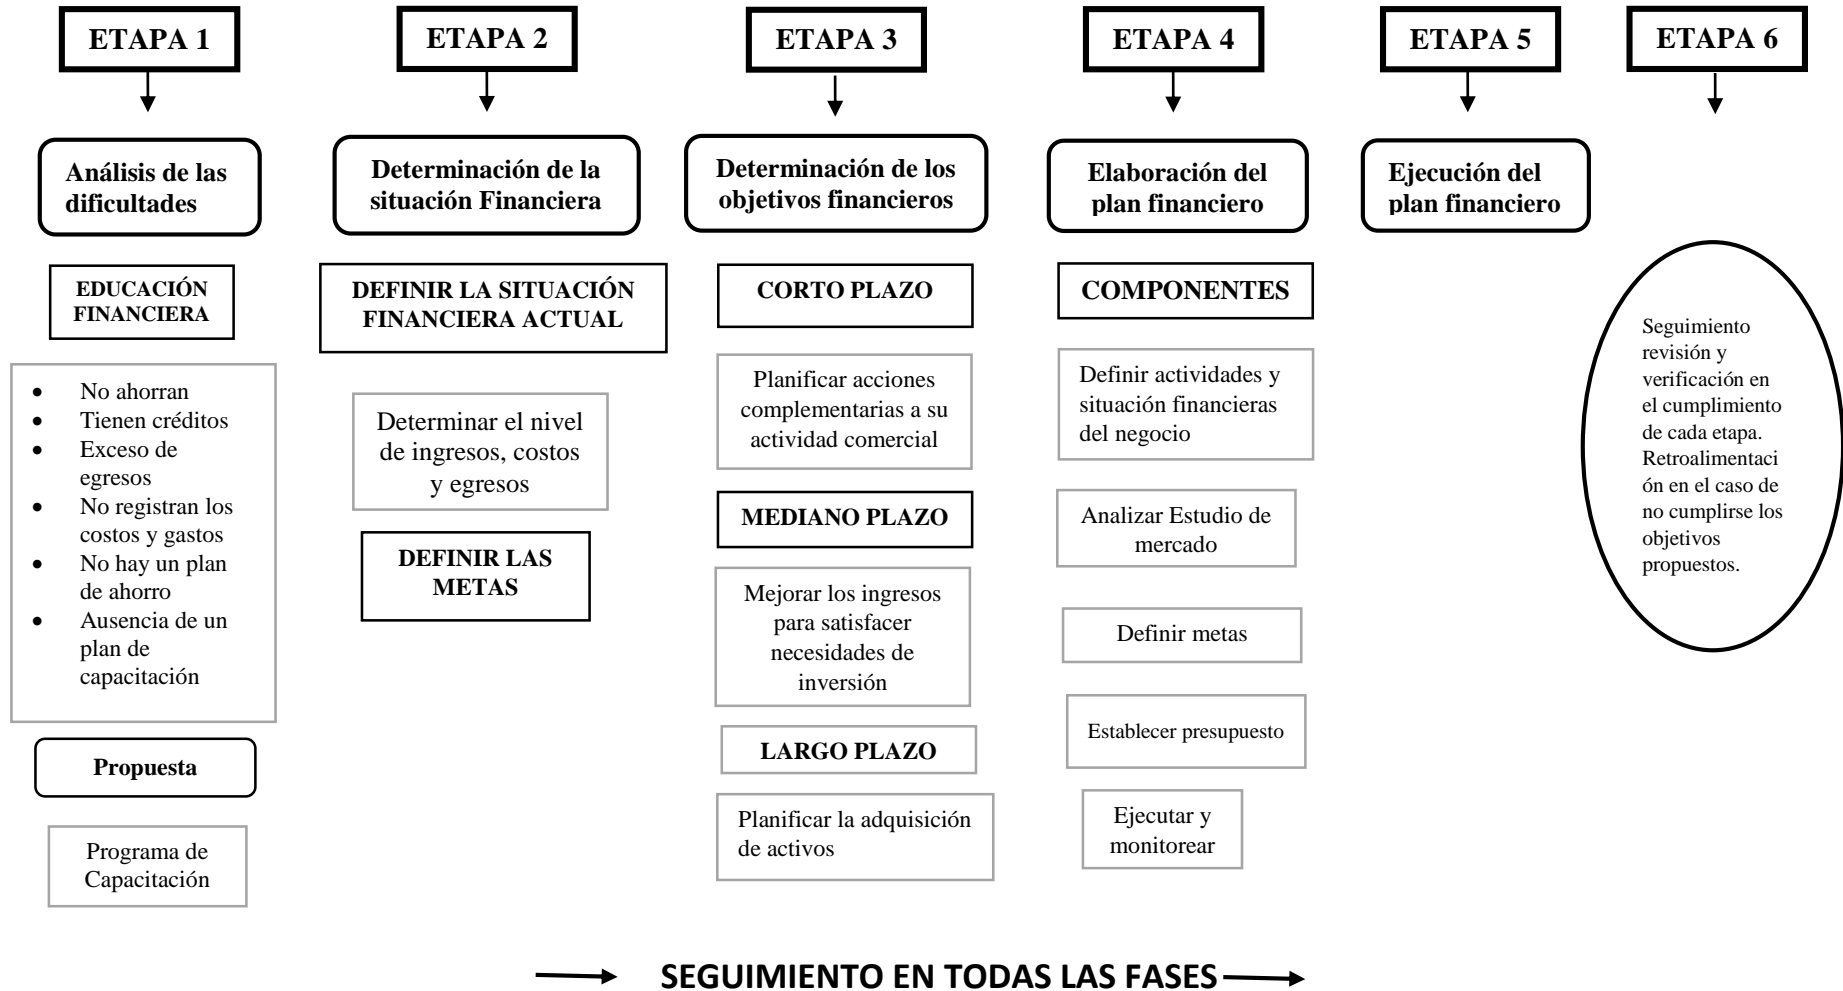 ETAPA 1
Análisis de las
dificultades
EDUCACIÓN
FINANCIERA
• No ahorran
• Tienen créditos
• Exceso de
egresos
• No registran los
costos y gastos
• No hay un plan
de ahorro
• Ausencia de un
plan de
capacitación
Propuesta
Programa de
Capacitación
ETAPA 2
Determinación de la
situación Financiera
DEFINIR LA SITUACIÓN
FINANCIERA ACTUAL
Determinar el nivel
de ingresos, costos
y egresos
DEFINIR LAS
METAS
ETAPA 3
Determinación de los
objetivos financieros
CORTO PLAZO
Planificar acciones
complementarias a su
actividad comercial
MEDIANO PLAZO
Mejorar los ingresos
para satisfacer
necesidades de
inversión
LARGO PLAZO
Planificar la adquisición
de activos
ETAPA 4
Elaboración del
plan financiero
COMPONENTES
Definir actividades y
situación financieras
del negocio
Analizar Estudio de
mercado
Definir metas
Establecer presupuesto
Ejecutar y
monitorear
ETAPA 5
Ejecución del
plan financiero
ETAPA 6
Seguimiento
revisión y
verificación en
el cumplimiento
de cada etapa.
Retroalimentaci
ón en el caso de
no cumplirse los
objetivos
propuestos.
SEGUIMIENTO EN TODAS LAS FASES